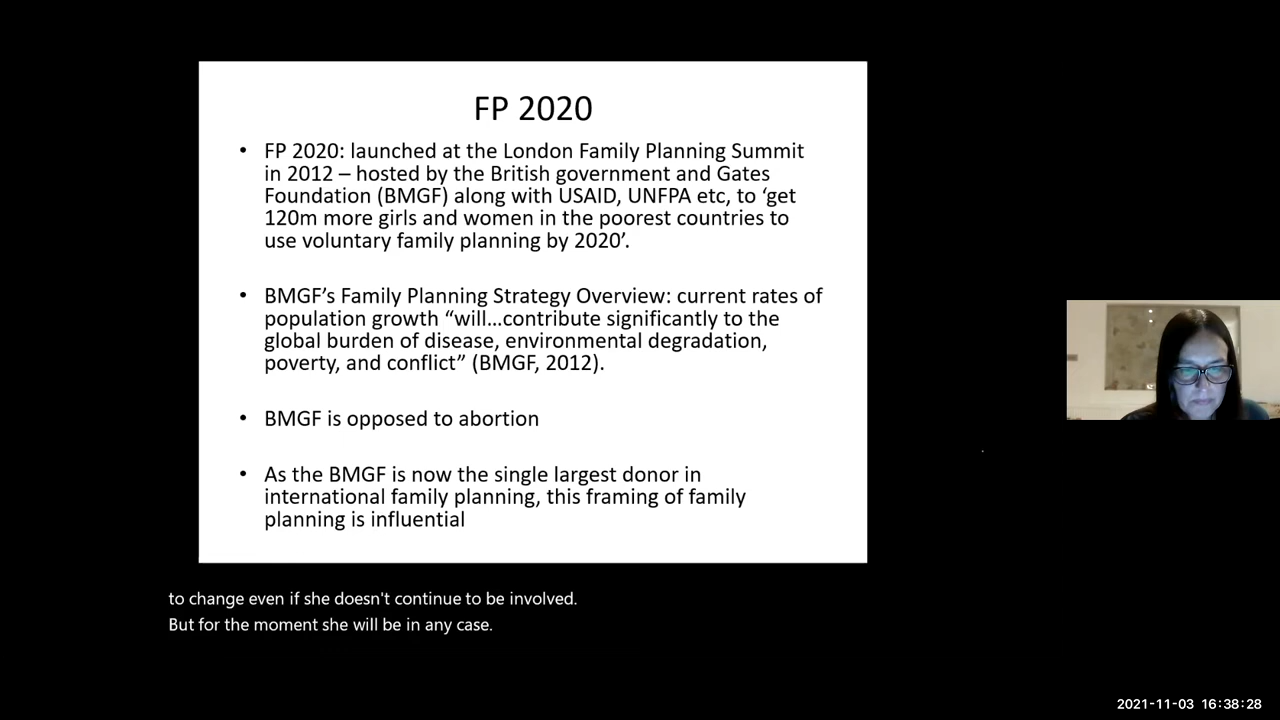 FP 2020
• FP 2020: launched at the London Family Planning Summit
in 2012 – hosted by the British government and Gates
Foundation (BMGF) along with USAID, UNFPA etc, to ‘get
120m more girls and women in the poorest countries to
use voluntary family planning by 2020’.
• BMGF’s Family Planning Strategy Overview: current rates of
population growth “will…contribute significantly to the
global burden of disease, environmental degradation,
poverty, and conflict” (BMGF, 2012).
• BMGF is opposed to abortion
• As the BMGF is now the single largest donor in
international family planning, this framing of family
planning is influential
to change even if she doesn't continue to be involved.
But for the moment she will be in any case.
2021-11-03 16:38:28